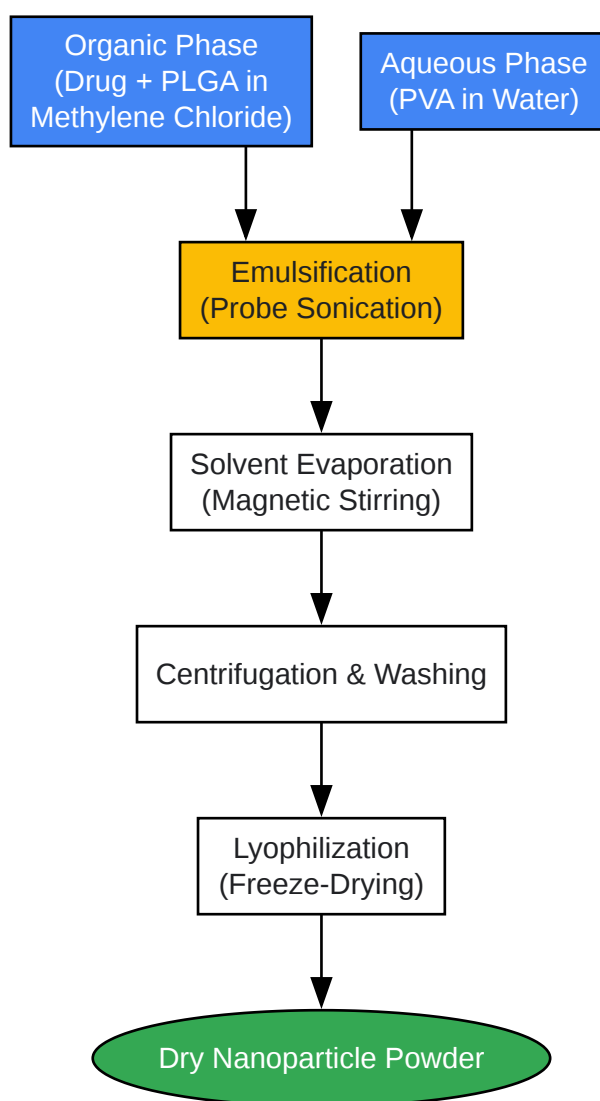 Organic Phase
(Drug + PLGA in
Methylene Chloride)
Aqueous Phase
(PVA in Water)
Emulsification
(Probe Sonication)
Solvent Evaporation
(Magnetic Stirring)
Centrifugation & Washing
Lyophilization
(Freeze-Drying)
Dry Nanoparticle Powder